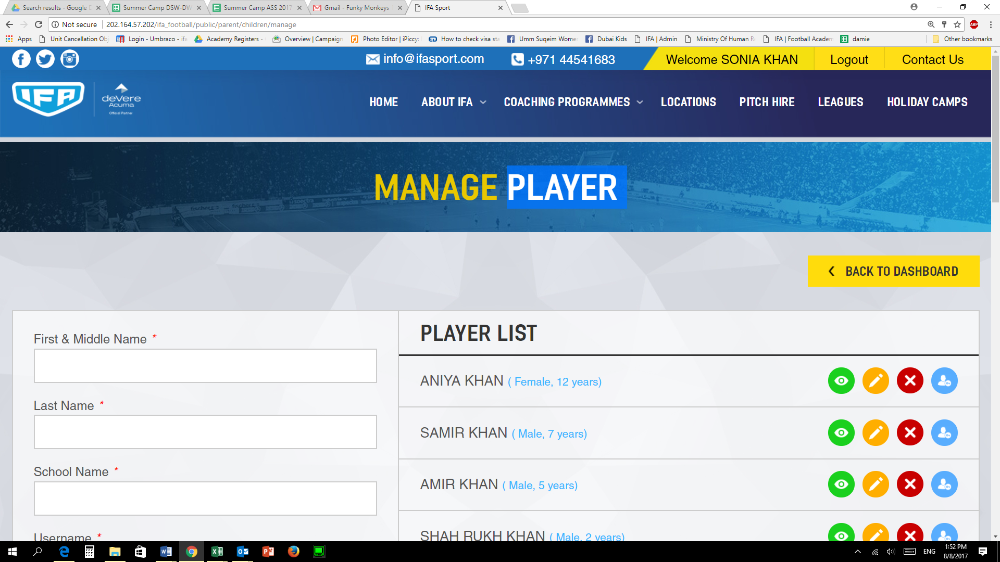 Search results - Google D
Summer Camp DSW-DW
Summer Camp ASS 2017
Gmail - Funky Monkeys
IFA Sport
Not secure
202.164.57.202/ifa_football/public/parent/children/manage
ABP
Apps
Unit Cancellation Obj
Login - Umbraco - ifa
Academy Registers -
Overview | Campaign
Photo Editor | iPiccy:
How to check visa sta
Umm Suqeim Wome
Dubai Kids
IFA | Admin
Ministry Of Human R
IFA | Football Academ
damie
Other bookmarks
info@ifasport.com
+971 44541683
Welcome SONIA KHAN
Logout
Contact Us
IFA
deVere
Acuma
Official Partner
HOME
ABOUT IFA
COACHING PROGRAMMES
LOCATIONS
PITCH HIRE
LEAGUES
HOLIDAY CAMPS
MANAGE PLAYER
BACK TO DASHBOARD
First & Middle Name *
Last Name *
School Name *
Username *
PLAYER LIST
ANIYA KHAN ( Female, 12 years)
SAMIR KHAN ( Male, 7 years)
AMIR KHAN ( Male, 5 years)
SHAH RUKH KHAN ( Male, 2 years)
ENG
1:52 PM
8/8/2017